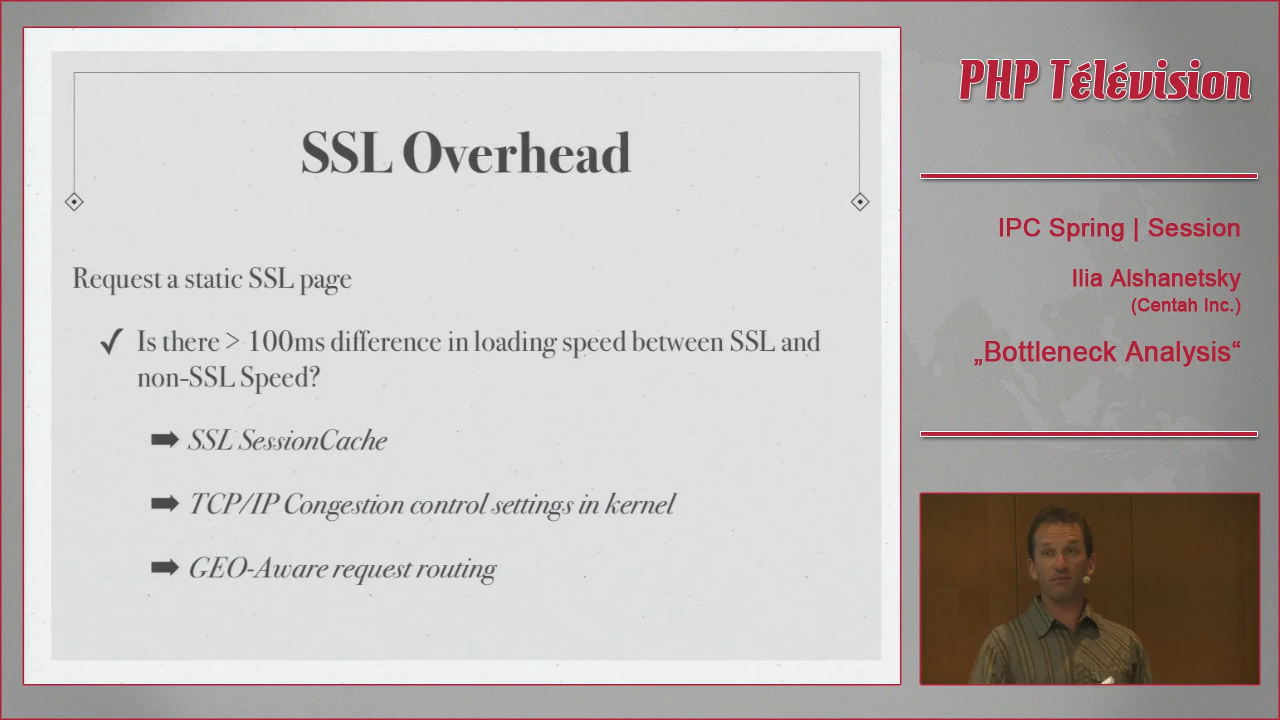 SSL Overhead
Request a static SSL page
✓ Is there > 100ms difference in loading speed between SSL and
non-SSL Speed?
➡ SSL SessionCache
➡ TCP/IP Congestion control settings in kernel
➡ GEO-Aware request routing
PHP Télévision
IPC Spring | Session
Ilia Alshanetsky
(Centah Inc.)
„Bottleneck Analysis“